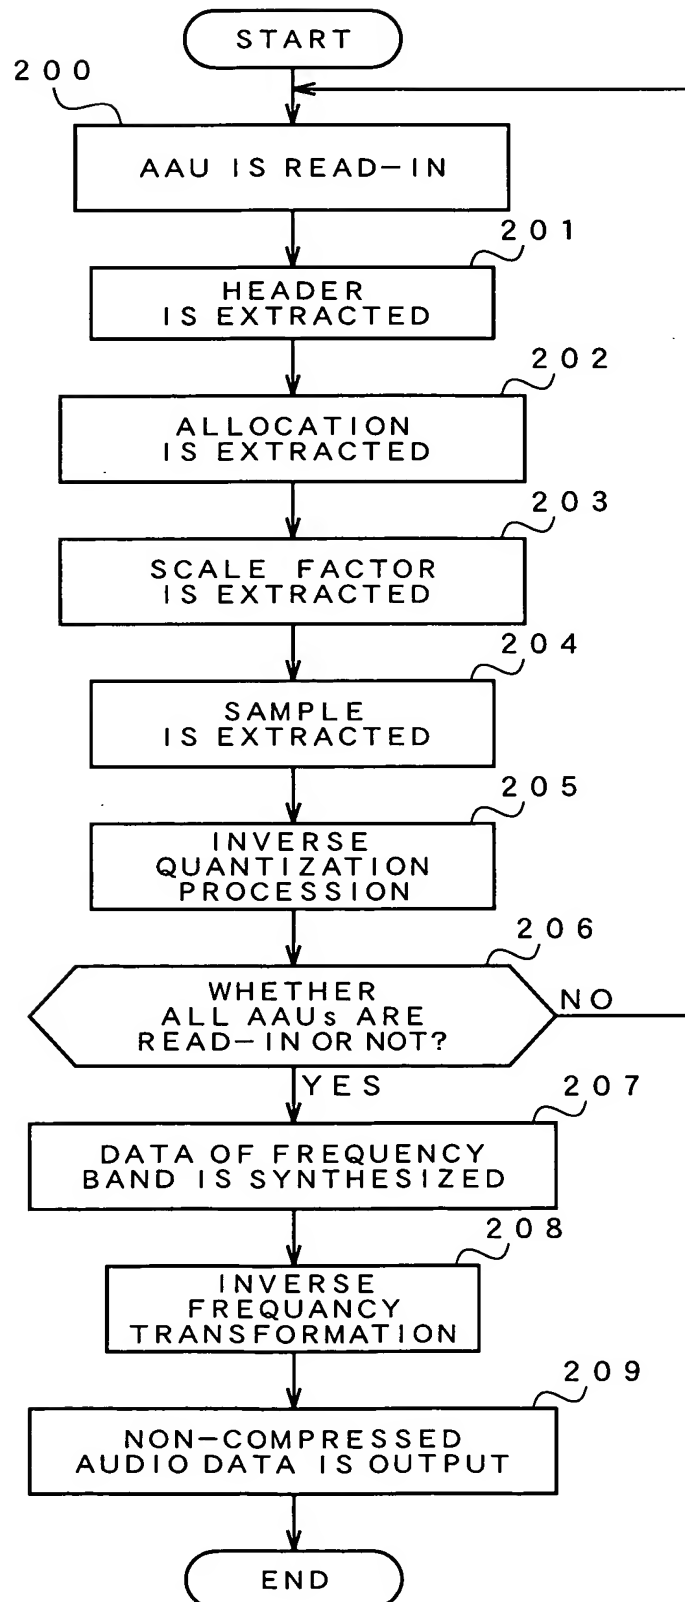 START
200
AAU IS READ-IN
201
HEADER
IS EXTRACTED
202
ALLOCATION
IS EXTRACTED
203
SCALE FACTOR
IS EXTRACTED
204
SAMPLE
IS EXTRACTED
205
INVERSE
QUANTIZATION
PROCESSION
206
WHETHER
ALL AAUs ARE
READ-IN OR NOT?
NO
YES
207
DATA OF FREQUENCY
BAND IS SYNTHESIZED
208
INVERSE
FREQUANCY
TRANSFORMATION
209
NON-COMPRESSED
AUDIO DATA IS OUTPUT
END